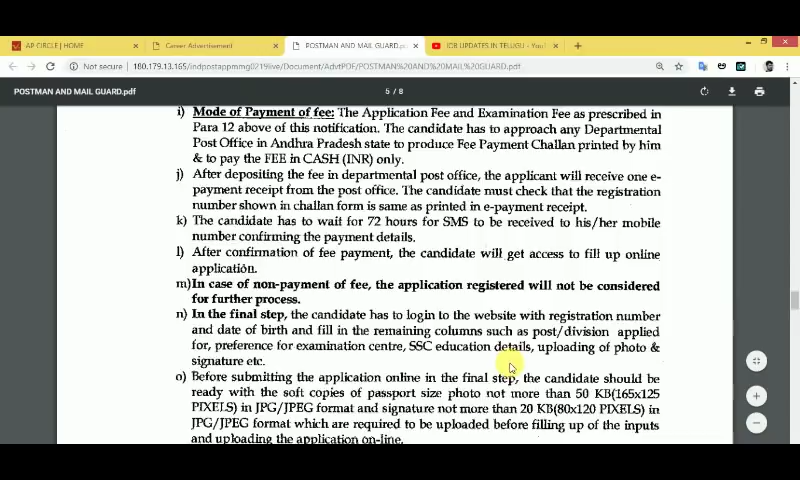 AP CIRCLE | HOME
Career Advertisement
POSTMAN AND MAIL GUARD.pdf
JOB UPDATES IN TELUGU - YouT
Not secure | 180.179.13.165/indpostappmmg0219live/Document/AdvtPDF/POSTMAN%20AND%20MAIL%20GUARD.pdf
POSTMAN AND MAIL GUARD.pdf
5 / 8
i) Mode of Payment of fee: The Application Fee and Examination Fee as prescribed in
Para 12 above of this notification. The candidate has to approach any Departmental
Post Office in Andhra Pradesh state to produce Fee Payment Challan printed by him
& to pay the FEE in CASH (INR) only.
j) After depositing the fee in departmental post office, the applicant will receive one e-
payment receipt from the post office. The candidate must check that the registration
number shown in challan form is same as printed in e-payment receipt.
k) The candidate has to wait for 72 hours for SMS to be received to his/her mobile
number confirming the payment details.
l) After confirmation of fee payment, the candidate will get access to fill up online
application.
m) In case of non-payment of fee, the application registered will not be considered
for further process.
n) In the final step, the candidate has to login to the website with registration number
and date of birth and fill in the remaining columns such as post/division applied
for, preference for examination centre, SSC education details, uploading of photo &
signature etc.
o) Before submitting the application online in the final step, the candidate should be
ready with the soft copies of passport size photo not more than 50 KB(165x125
PIXELS) in JPG/JPEG format and signature not more than 20 KB(80x120 PIXELS) in
JPG/JPEG format which are required to be uploaded before filling up of the inputs
and uploading the application on-line.